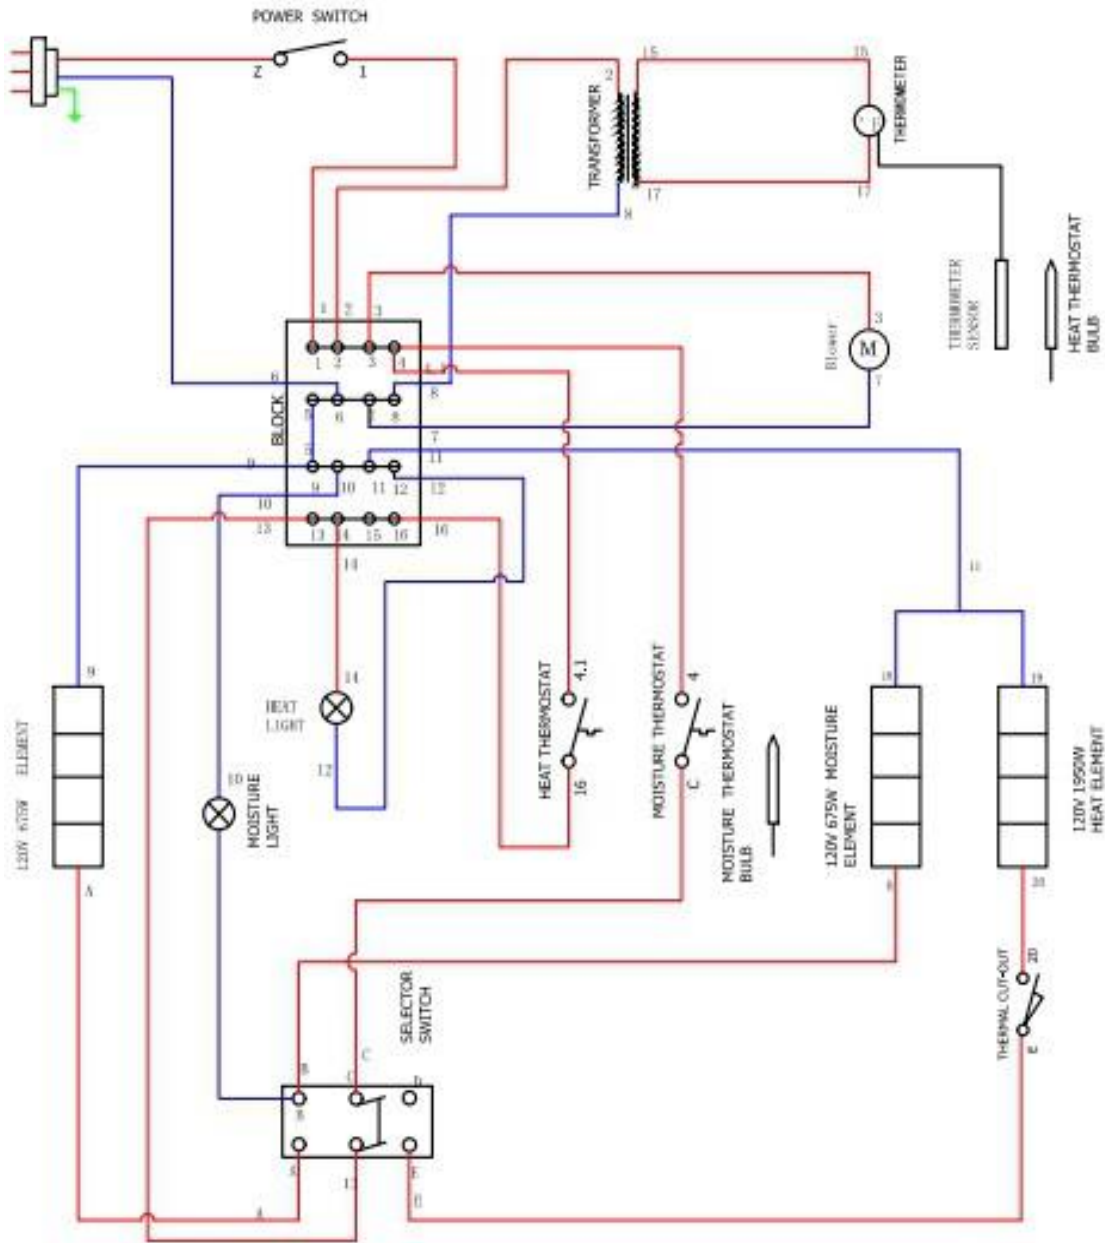 POWER SWITCH
Z
1
2
15
15
TRANSFORMER
THERMOMETER
17
17
8
THERMOMETER
SENSOR
HEAT THERMOSTAT
BULB
1
2
3
3
Blower
M
7
1
2
3
4
6
8
BLOCK
5
6
8
7
9
11
9
10
11
12
12
10
13
13
14
15
16
16
14
11
9
14
HEAT
LIGHT
12
HEAT THERMOSTAT
4.1
16
MOISTURE THERMOSTAT
4
C
MOISTURE THERMOSTAT
BULB
18
19
120V 675W ELEMENT
10
MOISTURE
LIGHT
120V 675W MOISTURE
ELEMENT
120V 1950W
HEAT ELEMENT
A
20
20
THERMAL CUT-OUT
e
SELECTOR
SWITCH
C
B
C
B
E
13
A